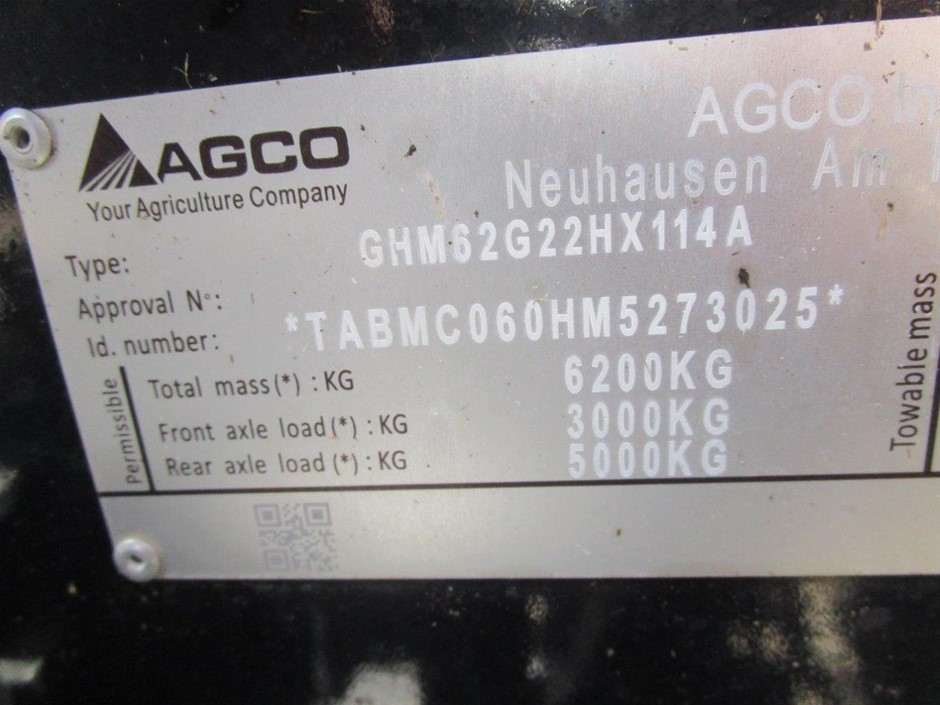 AGCO
Your Agriculture Company
AGCO
Neuhausen Am
Type: GHM62G22HX114A
Approval N°:
Id. number: *TABMC060HM5273025*
Permissible
Total mass(*) : KG 6200KG
Front axle load(*) : KG 3000KG
Rear axle load (*) : KG 5000KG
Towable mass